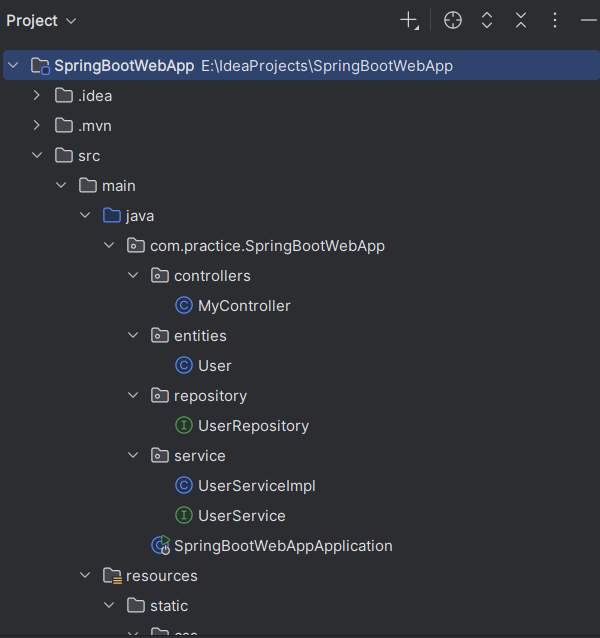 Project
SpringBootWebApp E:\IdeaProjects\SpringBootWebApp
.idea
.mvn
src
main
java
com.practice.SpringBootWebApp
controllers
MyController
entities
User
repository
UserRepository
service
UserServiceImpl
UserService
SpringBootWebAppApplication
resources
static